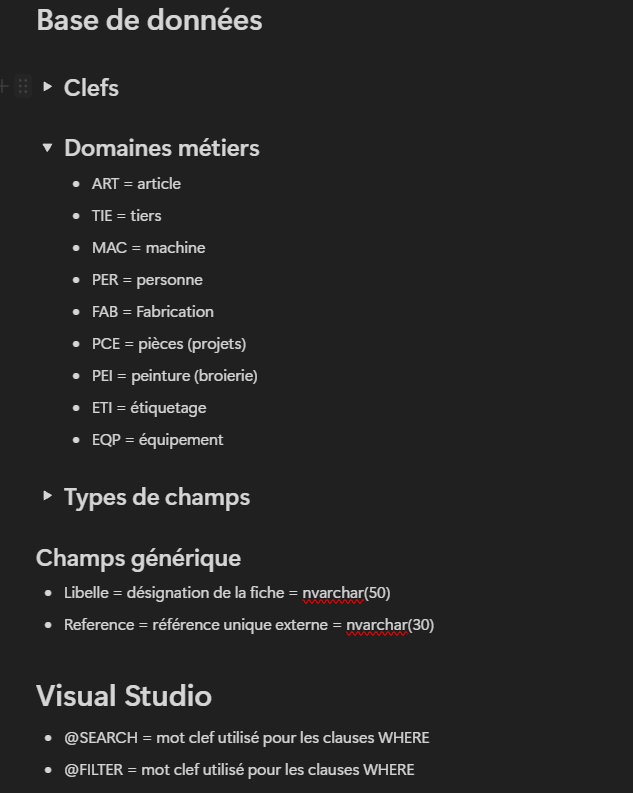 Base de données
Clefs
Domaines métiers
ART = article
TIE = tiers
MAC = machine
PER = personne
FAB = Fabrication
PCE = pièces (projets)
PEI = peinture (broierie)
ETI = étiquetage
EQP = équipement
Types de champs
Champs générique
Libelle = désignation de la fiche = nvarchar(50)
Reference = référence unique externe = nvarchar(30)
Visual Studio
@SEARCH = mot clef utilisé pour les clauses WHERE
@FILTER = mot clef utilisé pour les clauses WHERE